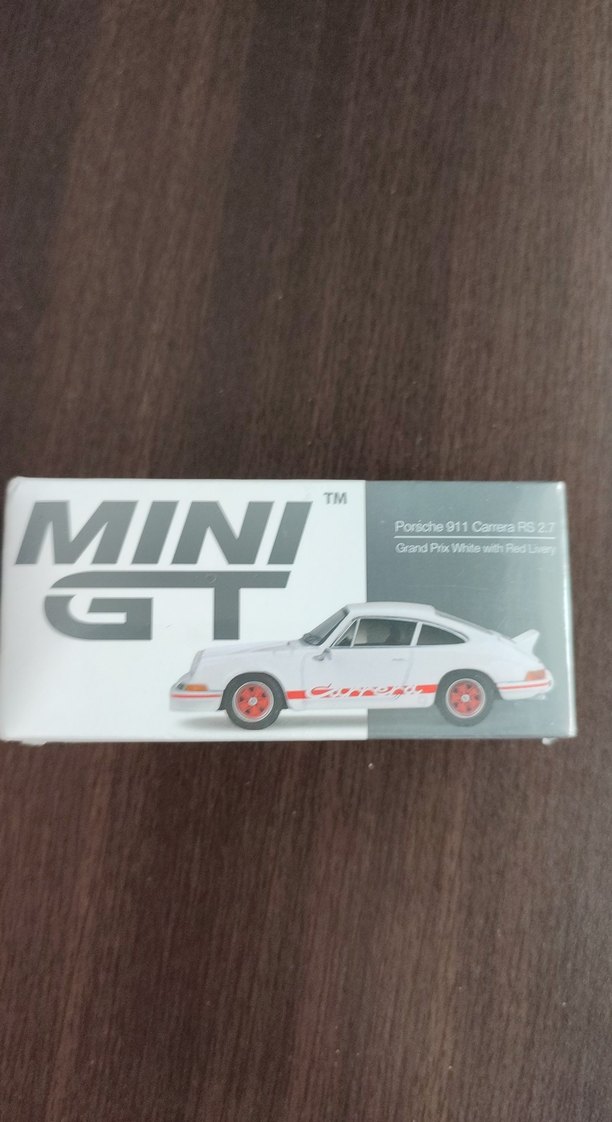 MINI
GT
TM
Porsche 911 Carrera RS 2.7
Grand Prix White with Red Livery
Carrera